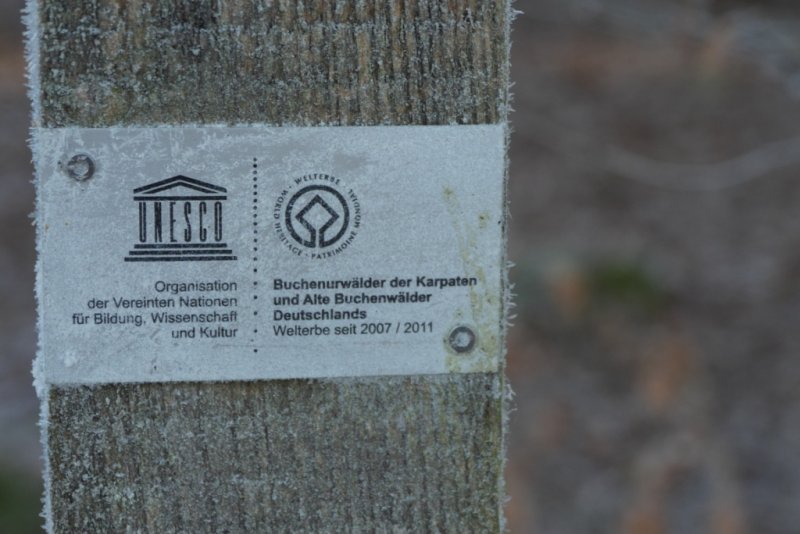 UNESCO
Organisation
der Vereinten Nationen
für Bildung, Wissenschaft
und Kultur
WELTERBE · WORLD HERITAGE · PATRIMOINE MONDIAL ·
Buchenurwälder der Karpaten
und Alte Buchenwälder
Deutschlands
Welterbe seit 2007 / 2011